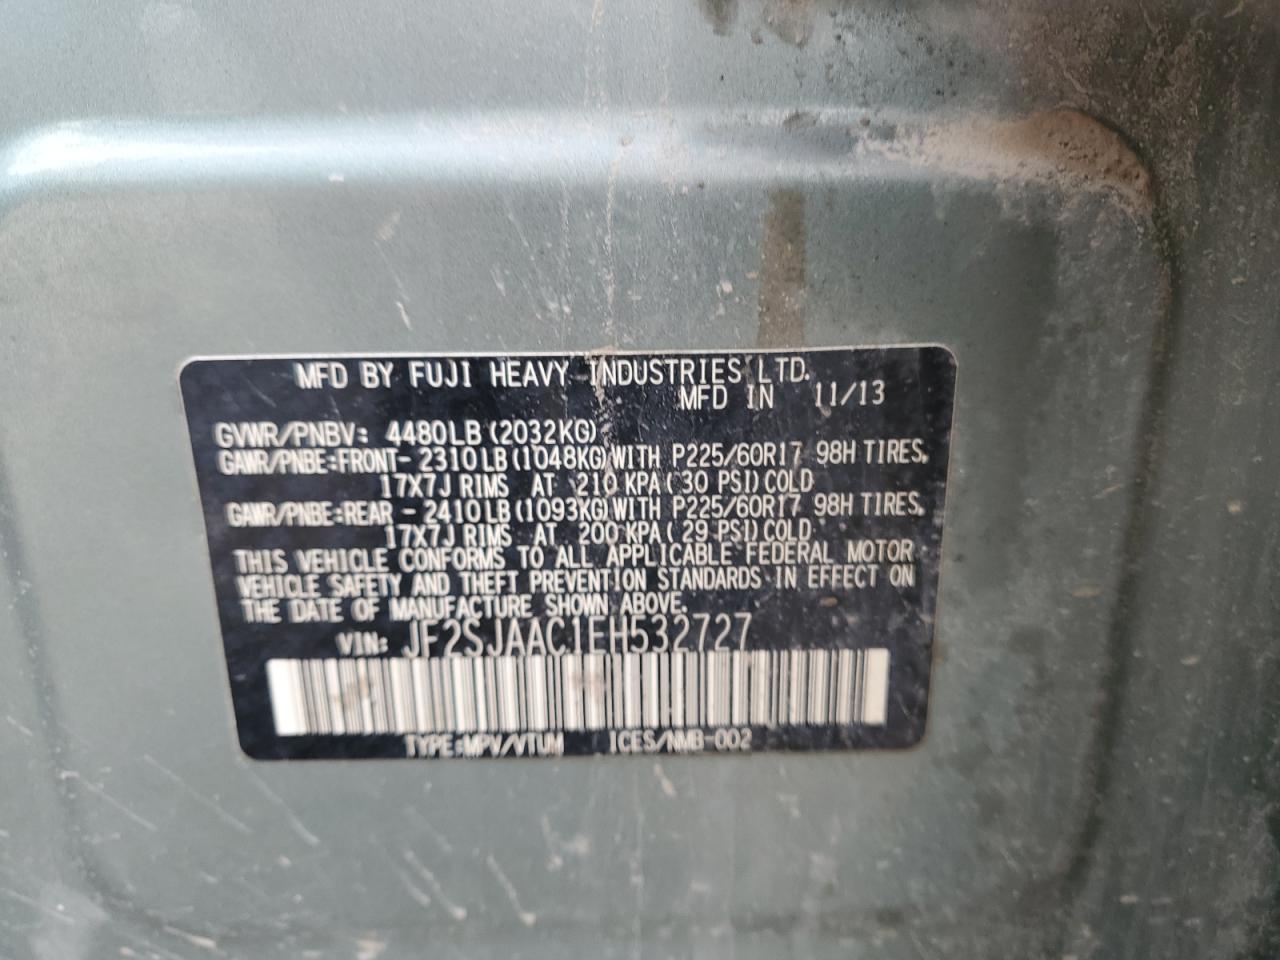 MFD BY FUJI HEAVY INDUSTRIES LTD.
MFD IN 11/13
GVWR/PNBV: 4480LB (2032KG)
GAWR/PNBE:FRONT- 2310LB (1048KG) WITH P225/60R17 98H TIRES.
17X7J RIMS AT 210 KPA (30 PSI) COLD
GAWR/PNBE:REAR - 2410LB (1093KG) WITH P225/60R17 98H TIRES.
17X7J RIMS AT 200 KPA (29 PSI) COLD
THIS VEHICLE CONFORMS TO ALL APPLICABLE FEDERAL MOTOR
VEHICLE SAFETY AND THEFT PREVENTION STANDARDS IN EFFECT ON
THE DATE OF MANUFACTURE SHOWN ABOVE.
VIN: JF2SJAAC1EH532727
TYPE:MPV/VTUM ICES/NMB-002